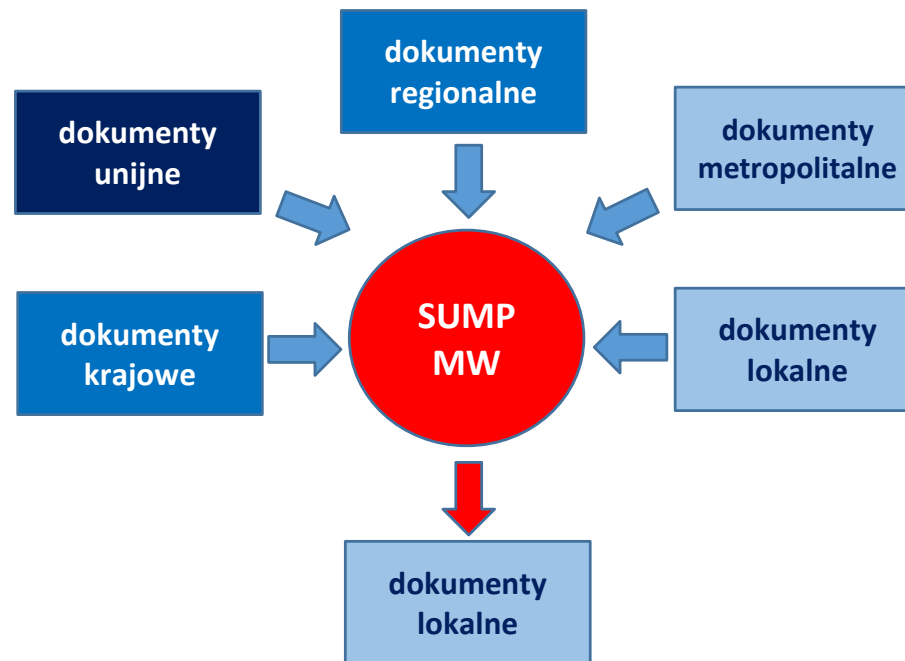 dokumenty
regionalne
dokumenty
unijne
dokumenty
metropolitalne
SUMP
MW
dokumenty
krajowe
dokumenty
lokalne
dokumenty
lokalne